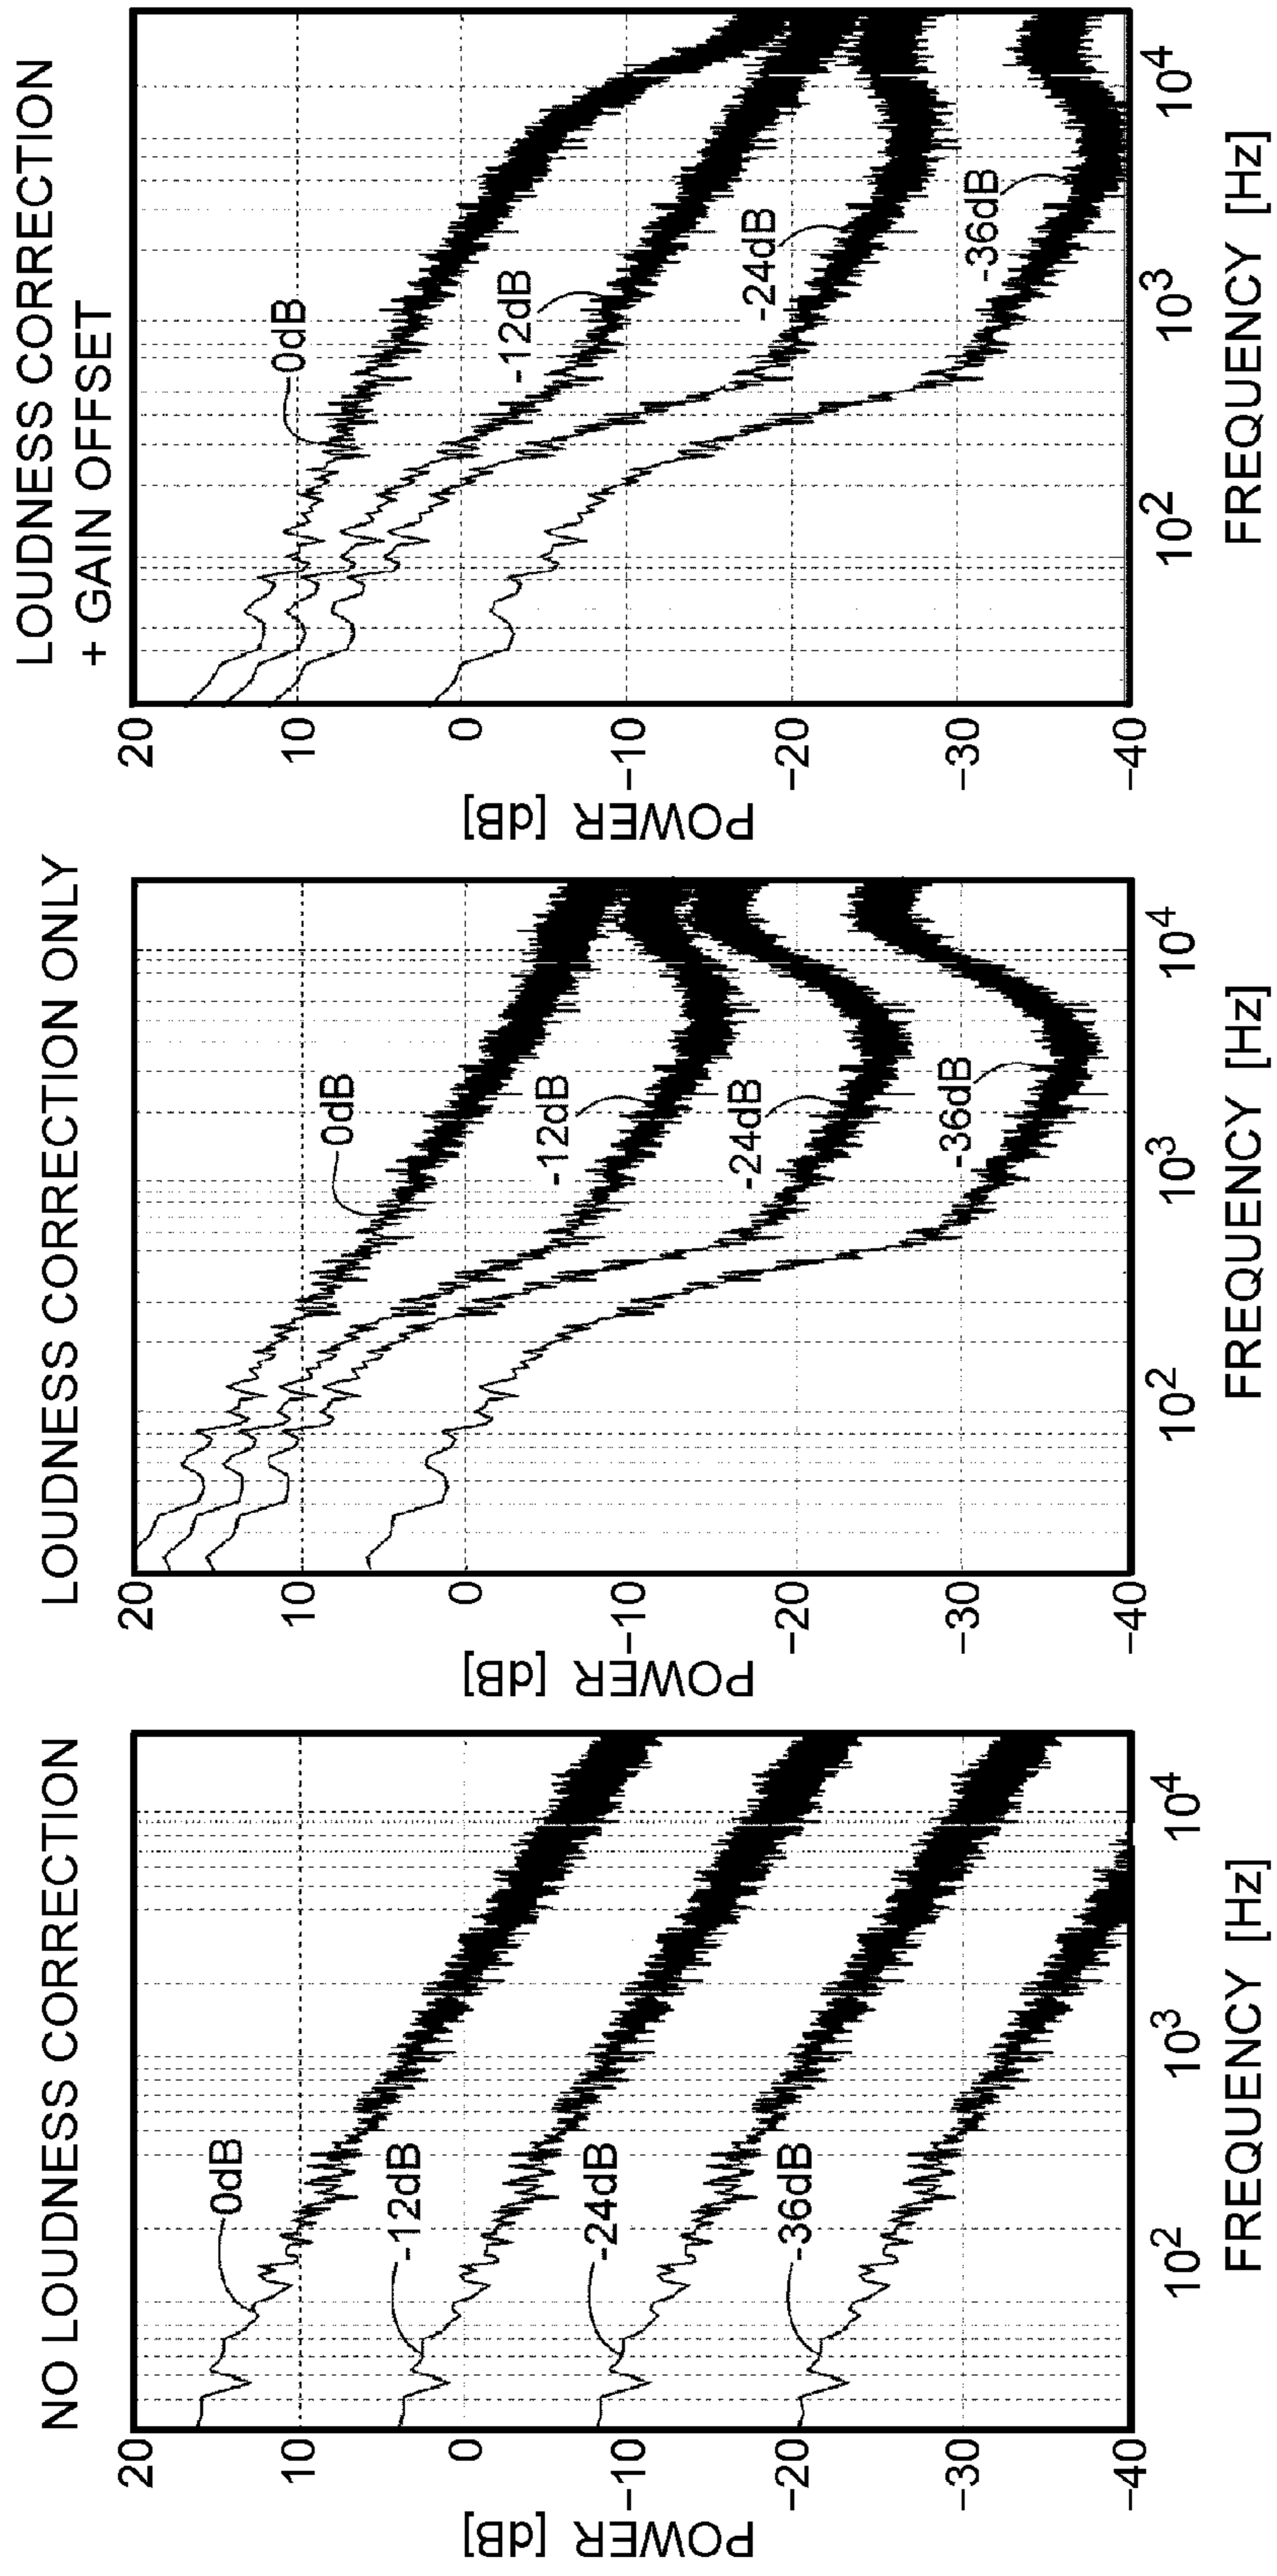 NO LOUDNESS CORRECTION
POWER [dB]
20
10
0
−10
−20
−30
−40
0dB
-12dB
-24dB
-36dB
10²
10³
10⁴
FREQUENCY [Hz]
LOUDNESS CORRECTION ONLY
POWER [dB]
20
10
0
−10
−20
−30
−40
0dB
-12dB
-24dB
-36dB
10²
10³
10⁴
FREQUENCY [Hz]
LOUDNESS CORRECTION
+ GAIN OFFSET
POWER [dB]
20
10
0
−10
−20
−30
−40
0dB
-12dB
-24dB
-36dB
10²
10³
10⁴
FREQUENCY [Hz]